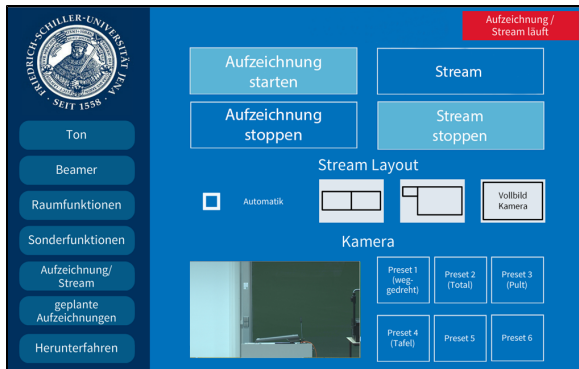 FRIEDRICH-SCHILLER-UNIVERSITÄT JENA
SEIT 1558
Ton
Beamer
Raumfunktionen
Sonderfunktionen
Aufzeichnung/
Stream
geplante
Aufzeichnungen
Herunterfahren
Aufzeichnung /
Stream läuft
Aufzeichnung
starten
Stream
Aufzeichnung
stoppen
Stream
stoppen
Stream Layout
Automatik
Vollbild
Kamera
Kamera
Preset 1
(weg-
gedreht)
Preset 2
(Total)
Preset 3
(Pult)
Preset 4
(Tafel)
Preset 5
Preset 6